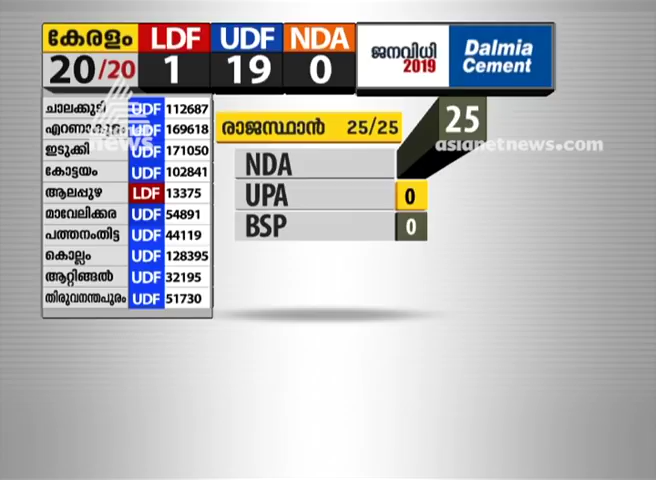 കേരളം LDF UDF NDA
20/20 1 19 0
ജനവിധി 2019
Dalmia Cement
ചാലക്കുടി UDF 112687
എറണാകുളം UDF 169618
ഇടുക്കി UDF 171050
കോട്ടയം UDF 102841
ആലപ്പുഴ LDF 13375
മാവേലിക്കര UDF 54891
പത്തനംതിട്ട UDF 44119
കൊല്ലം UDF 128395
ആറ്റിങ്ങൽ UDF 32195
തിരുവനന്തപുരം UDF 51730
news
രാജസ്ഥാൻ 25/25
NDA 25
UPA 0
BSP 0
asianetnews.com